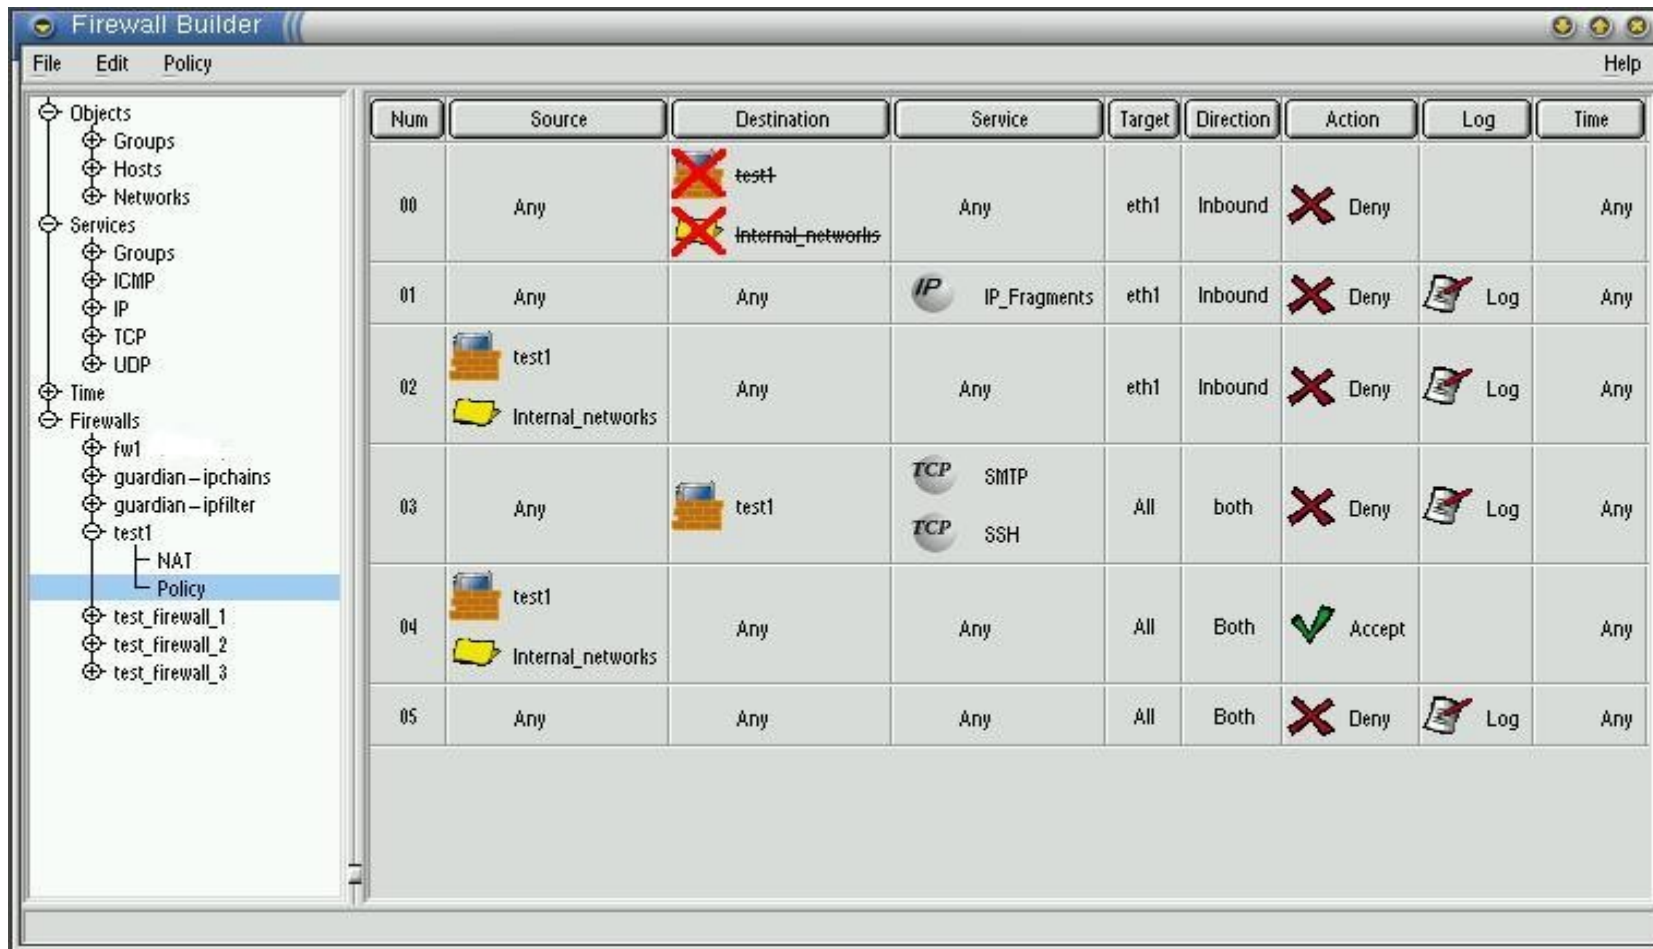 Firewall Builder
File Edit Policy Help
Objects
Groups
Hosts
Networks
Services
Groups
ICMP
IP
TCP
UDP
Time
Firewalls
fw1
guardian-ipchains
guardian-ipfilter
test1
NAT
Policy
test_firewall_1
test_firewall_2
test_firewall_3
Num Source Destination Service Target Direction Action Log Time
test1
00 Any Any eth1 Inbound Deny Any
Internal_networks
01 Any Any IP IP_Fragments eth1 Inbound Deny Log Any
test1
02 Any Any eth1 Inbound Deny Log Any
Internal_networks
TCP SMTP
03 Any test1 All both Deny Log Any
TCP SSH
test1
04 Any Any All Both Accept Any
Internal_networks
05 Any Any Any All Both Deny Log Any